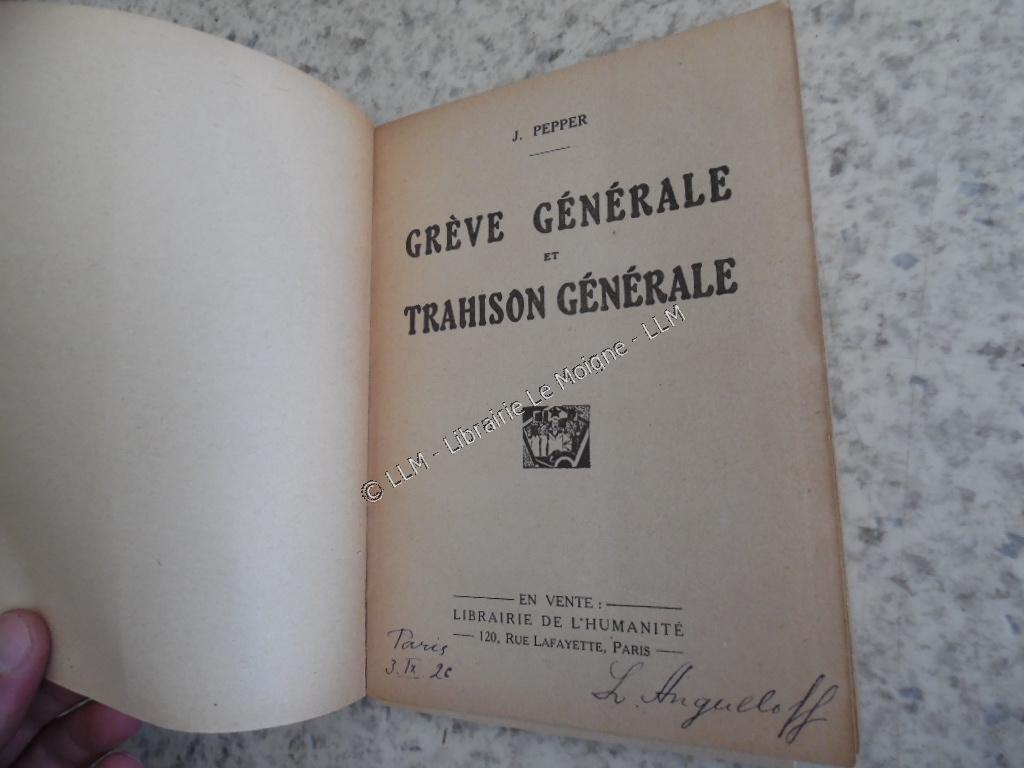 J. PEPPER
GRÈVE GÉNÉRALE
ET
TRAHISON GÉNÉRALE
© LLM - Librairie Le Moigne - LLM
EN VENTE :
LIBRAIRIE DE L'HUMANITÉ
120, RUE LAFAYETTE, PARIS
Paris
3. IX. 26
L. Angueloff